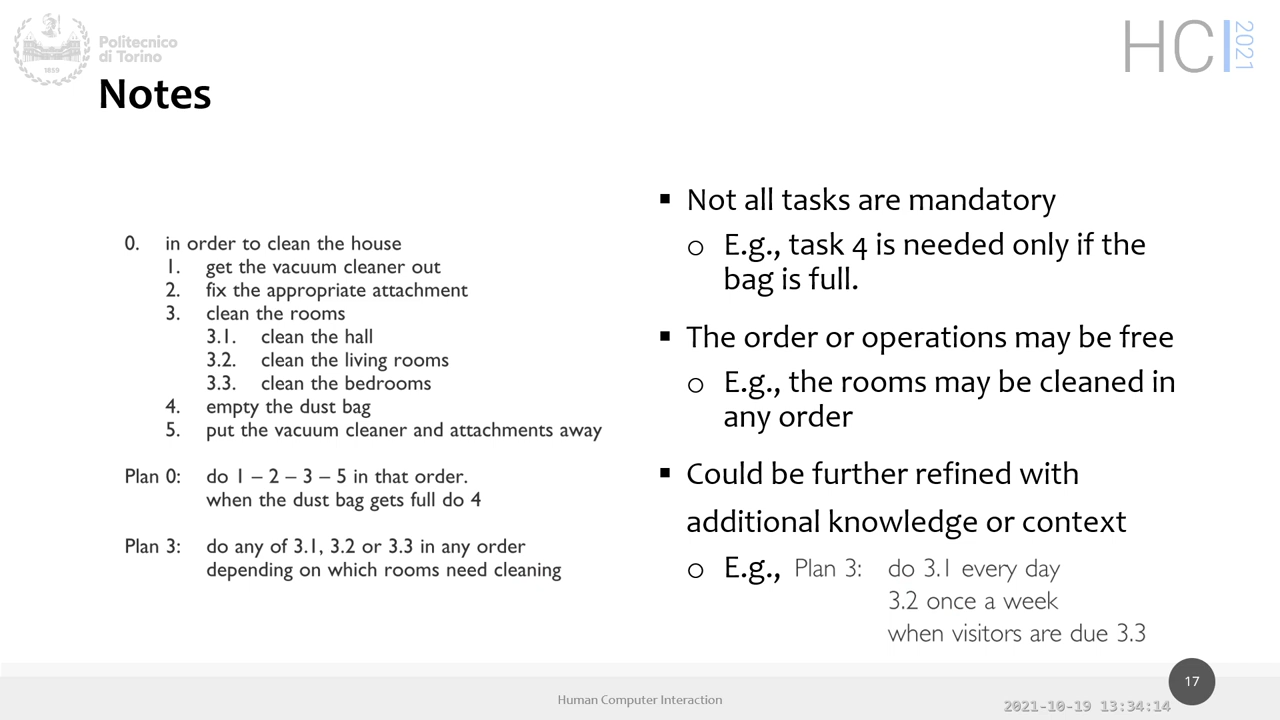 Politecnico
di Torino
1859
HCI 2021
Notes
0. in order to clean the house
1. get the vacuum cleaner out
2. fix the appropriate attachment
3. clean the rooms
3.1. clean the hall
3.2. clean the living rooms
3.3. clean the bedrooms
4. empty the dust bag
5. put the vacuum cleaner and attachments away
Plan 0: do 1 – 2 – 3 – 5 in that order.
when the dust bag gets full do 4
Plan 3: do any of 3.1, 3.2 or 3.3 in any order
depending on which rooms need cleaning
▪ Not all tasks are mandatory
o E.g., task 4 is needed only if the
bag is full.
▪ The order or operations may be free
o E.g., the rooms may be cleaned in
any order
▪ Could be further refined with
additional knowledge or context
o E.g., Plan 3: do 3.1 every day
3.2 once a week
when visitors are due 3.3
17
Human Computer Interaction
2021-10-19 13:34:14